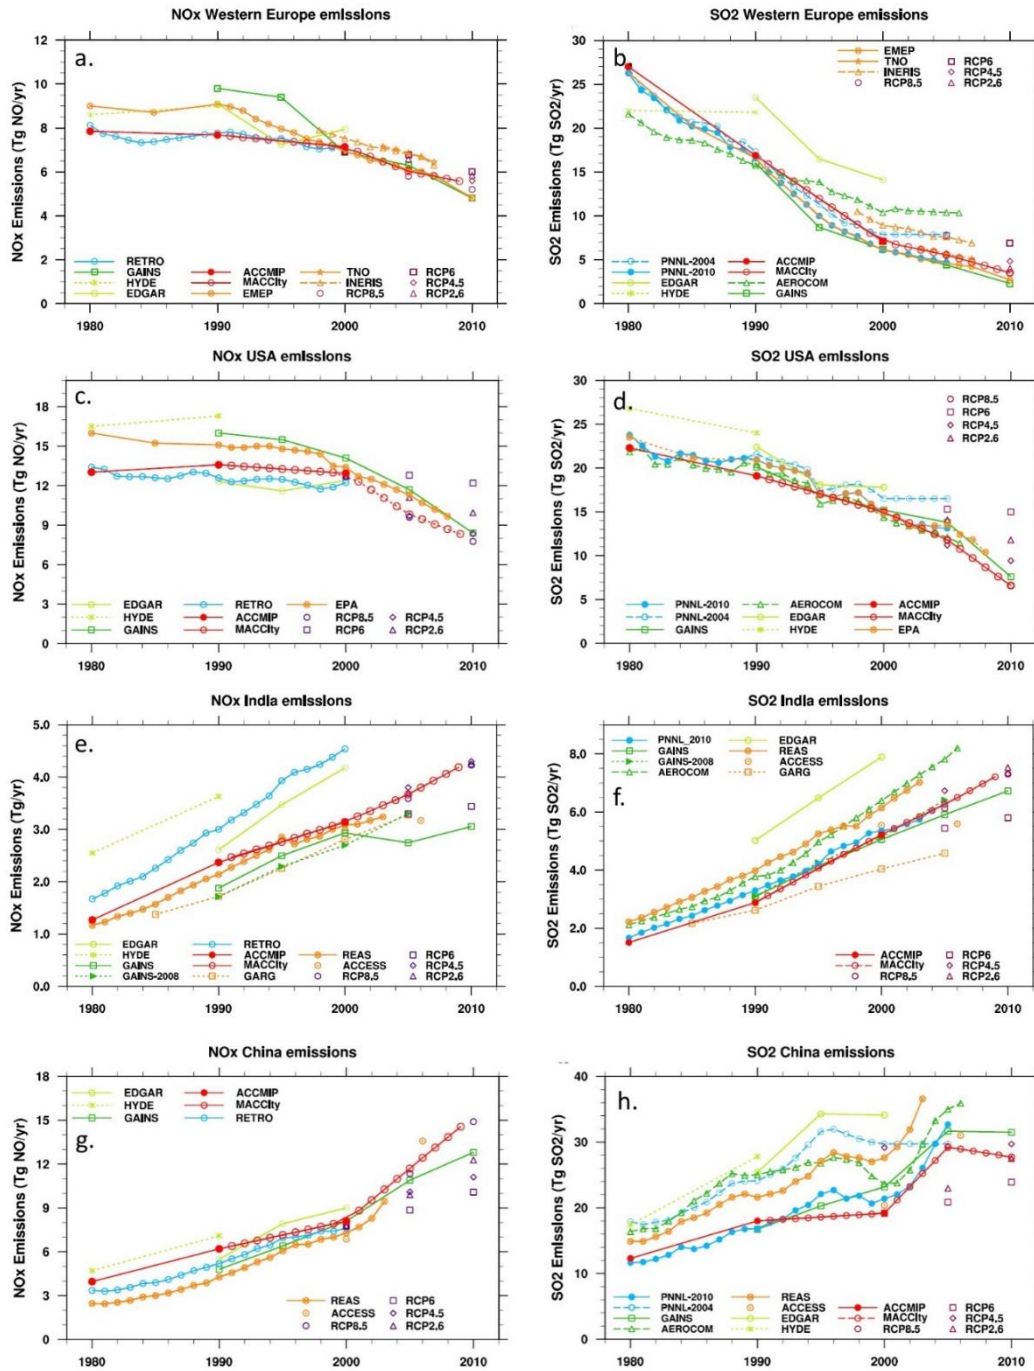 NOx Western Europe emissions
a.
NOx Emissions (Tg NO/yr)
12
10
8
6
4
2
0
RETRO
GAINS
HYDE
EDGAR
ACCMIP
MACCity
EMEP
TNO
INERIS
RCP8.5
RCP6
RCP4.5
RCP2.6
1980 1990 2000 2010
SO2 Western Europe emissions
b.
SO2 Emissions (Tg SO2/yr)
30
25
20
15
10
5
0
EMEP
TNO
INERIS
RCP8.5
RCP6
RCP4.5
RCP2.6
PNNL-2004
PNNL-2010
EDGAR
HYDE
ACCMIP
MACCity
AEROCOM
GAINS
1980 1990 2000 2010
NOx USA emissions
c.
NOx Emissions (Tg NO/yr)
18
15
12
9
6
3
0
EDGAR
HYDE
GAINS
RETRO
ACCMIP
MACCity
EPA
RCP8.5
RCP6
RCP4.5
RCP2.6
1980 1990 2000 2010
SO2 USA emissions
d.
SO2 Emissions (Tg SO2/yr)
30
25
20
15
10
5
0
RCP8.5
RCP6
RCP4.5
RCP2.6
PNNL-2010
PNNL-2004
GAINS
AEROCOM
EDGAR
HYDE
ACCMIP
MACCity
EPA
1980 1990 2000 2010
NOx India emissions
e.
NOx Emissions (Tg/yr)
5.0
4.0
3.0
2.0
1.0
0.0
EDGAR
HYDE
GAINS
GAINS-2008
RETRO
ACCMIP
MACCity
GARG
REAS
ACCESS
RCP8.5
RCP6
RCP4.5
RCP2.6
1980 1990 2000 2010
SO2 India emissions
f.
SO2 Emissions (Tg SO2/yr)
8.0
6.0
4.0
2.0
0.0
PNNL_2010
GAINS
GAINS-2008
AEROCOM
EDGAR
REAS
ACCESS
GARG
ACCMIP
MACCity
RCP8.5
RCP6
RCP4.5
RCP2.6
1980 1990 2000 2010
NOx China emissions
g.
NOx Emissions (Tg NO/yr)
18
15
12
9
6
3
0
EDGAR
HYDE
GAINS
ACCMIP
MACCity
RETRO
REAS
ACCESS
RCP8.5
RCP6
RCP4.5
RCP2.6
1980 1990 2000 2010
SO2 China emissions
h.
SO2 Emissions (Tg SO2/yr)
40
30
20
10
0
PNNL-2010
PNNL-2004
GAINS
AEROCOM
REAS
ACCESS
EDGAR
HYDE
ACCMIP
MACCity
RCP8.5
RCP6
RCP4.5
RCP2.6
1980 1990 2000 2010